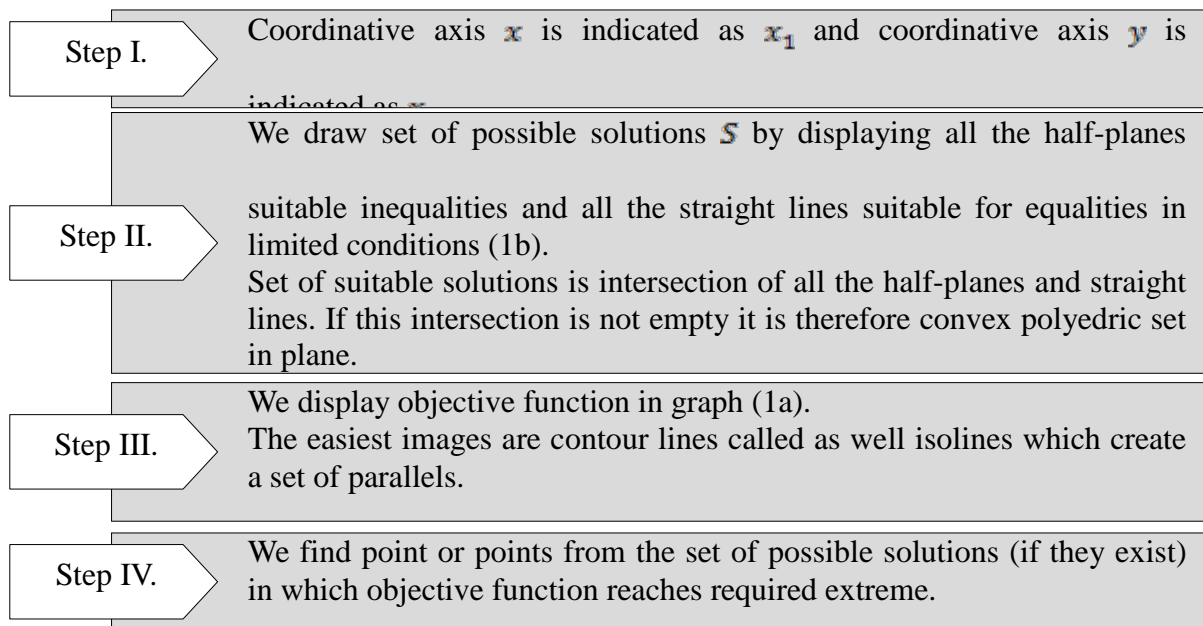 Step I.
Coordinative axis x is indicated as x₁ and coordinative axis y is
indicated as x
Step II.
We draw set of possible solutions S by displaying all the half-planes
suitable inequalities and all the straight lines suitable for equalities in
limited conditions (1b).
Set of suitable solutions is intersection of all the half-planes and straight
lines. If this intersection is not empty it is therefore convex polyedric set
in plane.
Step III.
We display objective function in graph (1a).
The easiest images are contour lines called as well isolines which create
a set of parallels.
Step IV.
We find point or points from the set of possible solutions (if they exist)
in which objective function reaches required extreme.